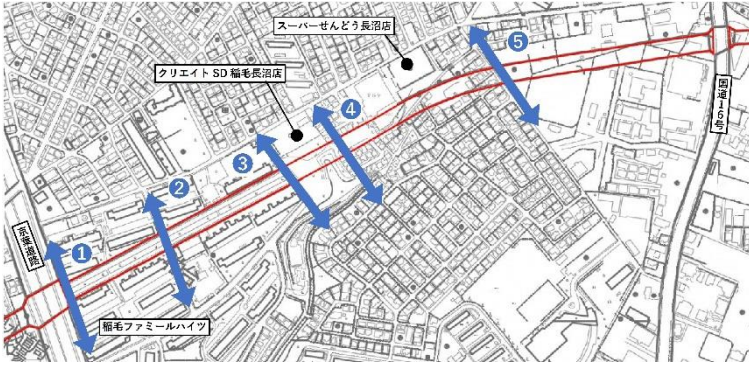 スーパーせんどう長沼店
クリエイトSD稲毛長沼店
⑤
④
③
②
①
国道16号
京葉道路
稲毛ファミールハイツ